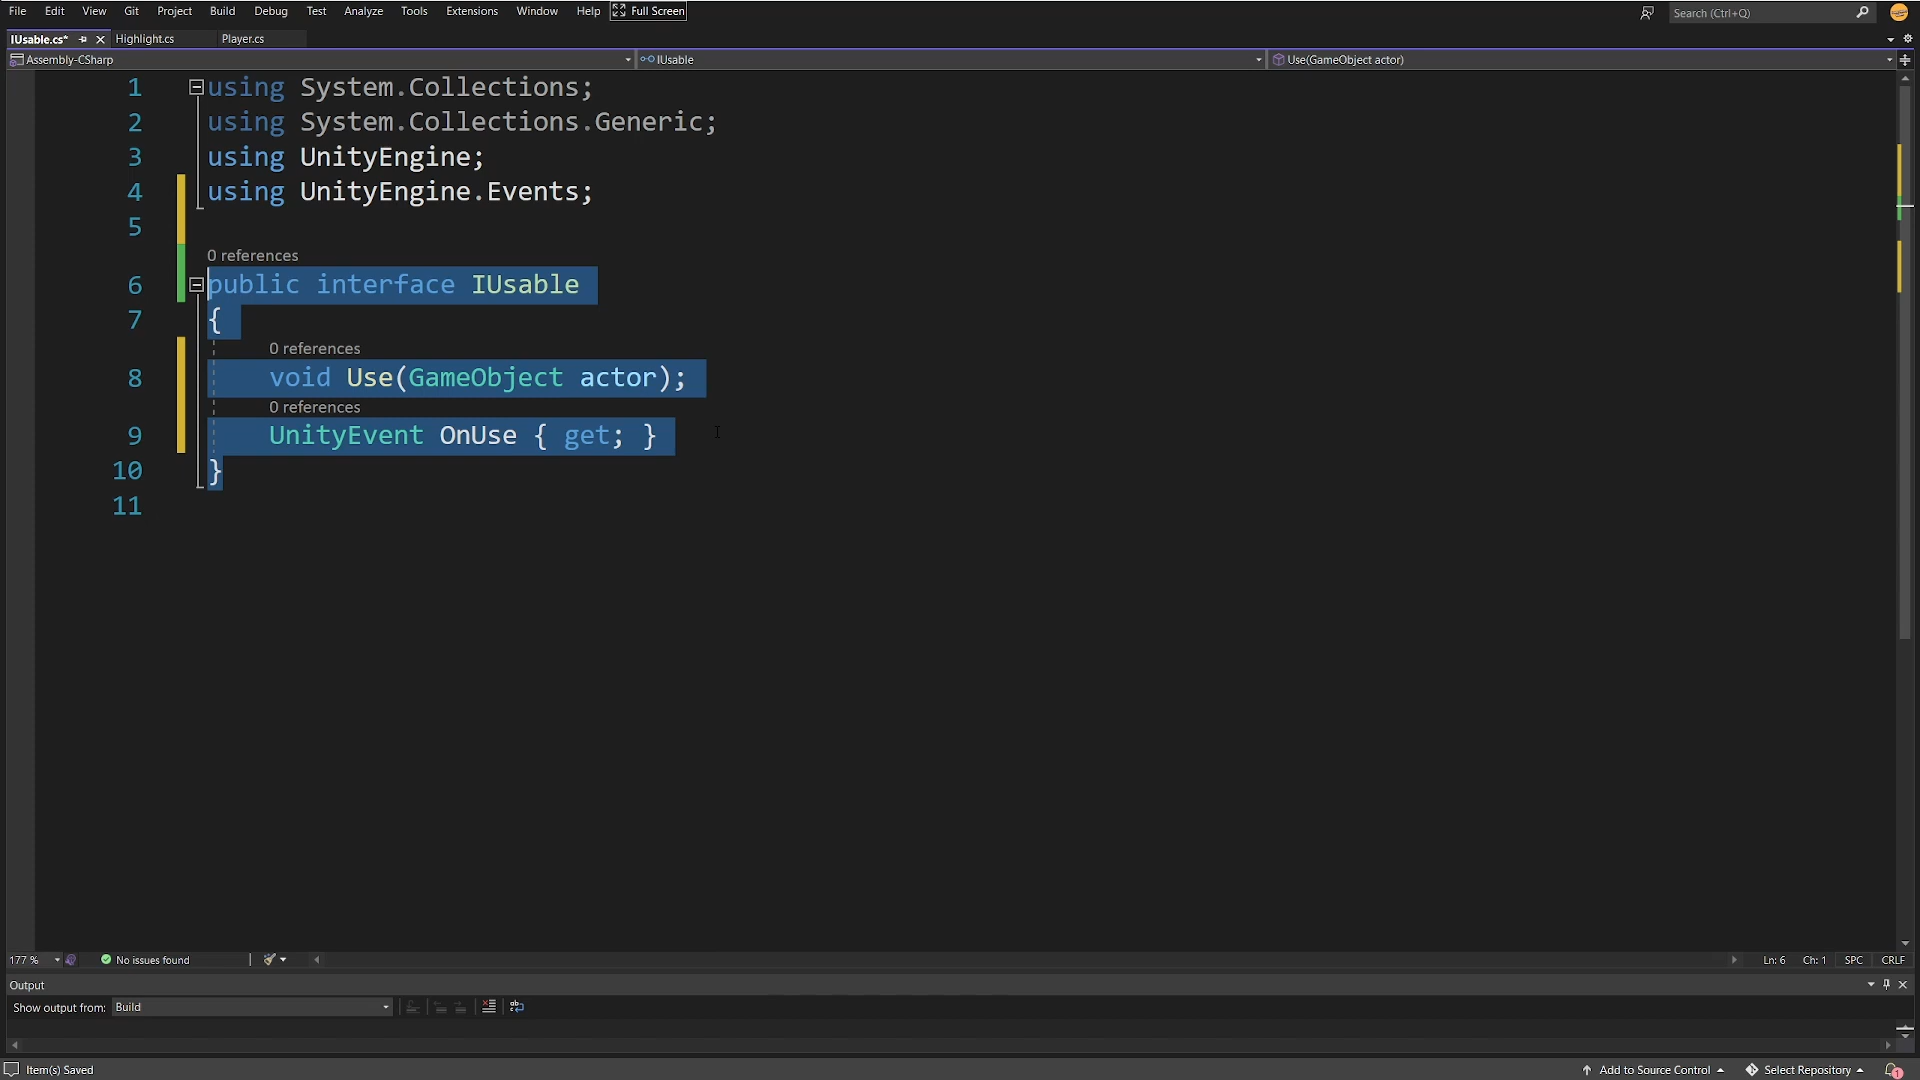 File Edit View Git Project Build Debug Test Analyze Tools Extensions Window Help Full Screen Search (Ctrl+Q)
IUsable.cs* Highlight.cs Player.cs
Assembly-CSharp IUsable Use(GameObject actor)
1 using System.Collections;
2 using System.Collections.Generic;
3 using UnityEngine;
4 using UnityEngine.Events;
5
0 references
6 public interface IUsable
7 {
0 references
8 void Use(GameObject actor);
0 references
9 UnityEvent OnUse { get; }
10 }
11
177 % No issues found Ln: 6 Ch: 1 SPC CRLF
Output
Show output from: Build
Item(s) Saved Add to Source Control Select Repository 1